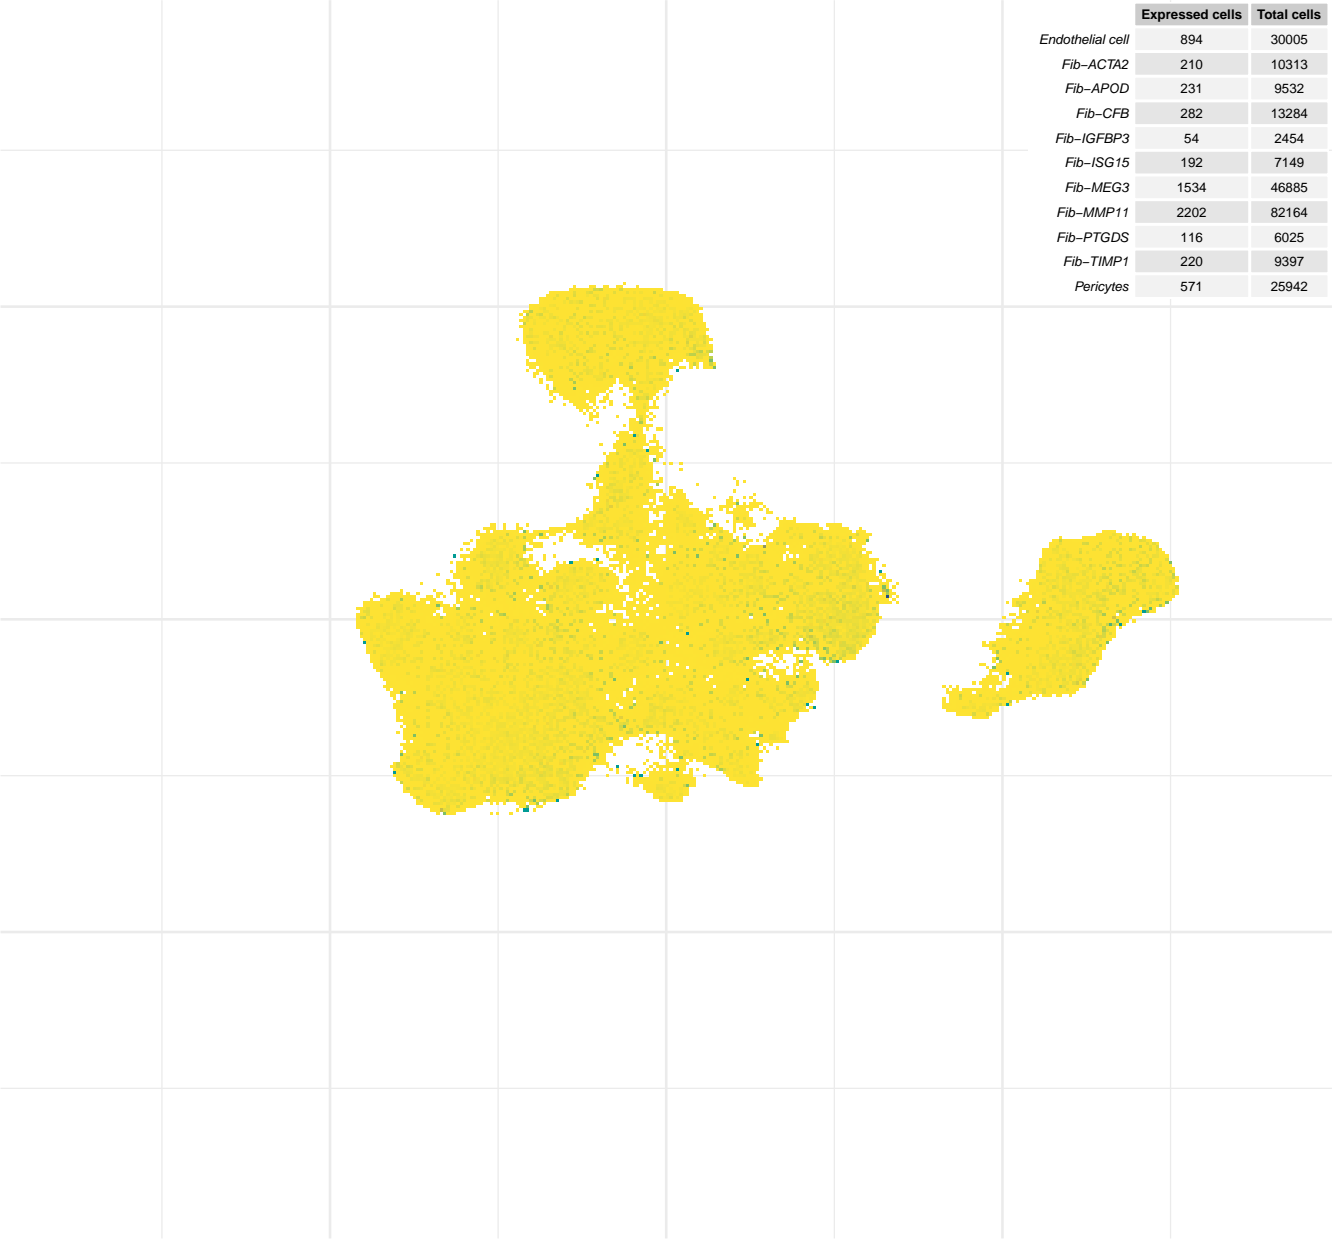 Expressed cells Total cells
Endothelial cell 894 30005
Fib−ACTA2 210 10313
Fib−APOD 231 9532
Fib−CFB 282 13284
Fib−IGFBP3 54 2454
Fib−ISG15 192 7149
Fib−MEG3 1534 46885
Fib−MMP11 2202 82164
Fib−PTGDS 116 6025
Fib−TIMP1 220 9397
Pericytes 571 25942